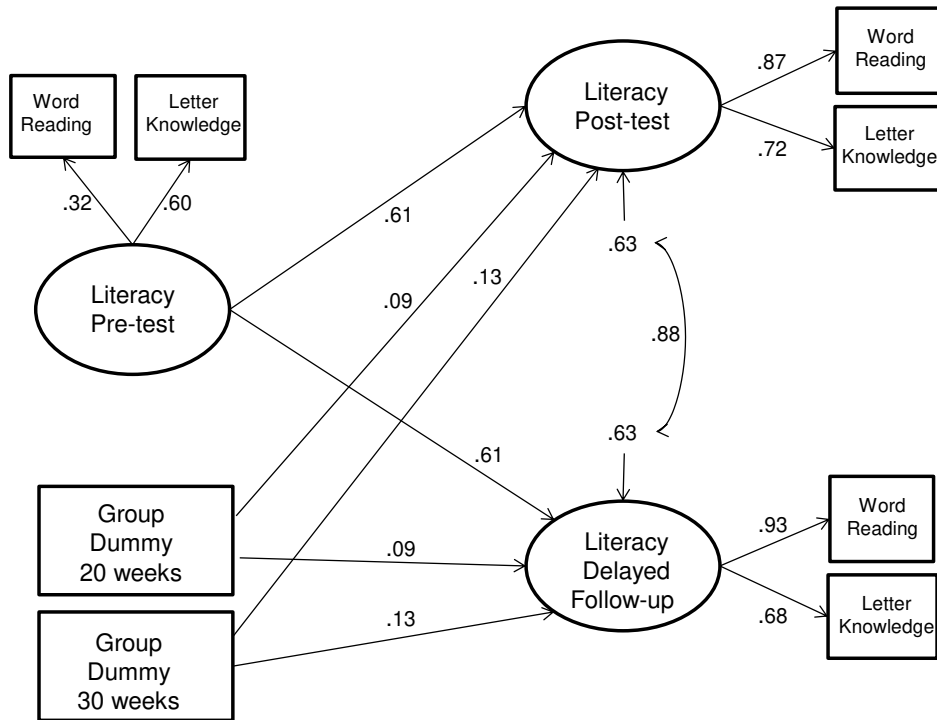 Word
Reading
Letter
Knowledge
.32
.60
Literacy
Pre-test
Literacy
Post-test
.87
.72
Word
Reading
Letter
Knowledge
.61
.09
.13
.63
.88
.63
.61
Group
Dummy
20 weeks
.09
Group
Dummy
30 weeks
.13
Literacy
Delayed
Follow-up
.93
.68
Word
Reading
Letter
Knowledge